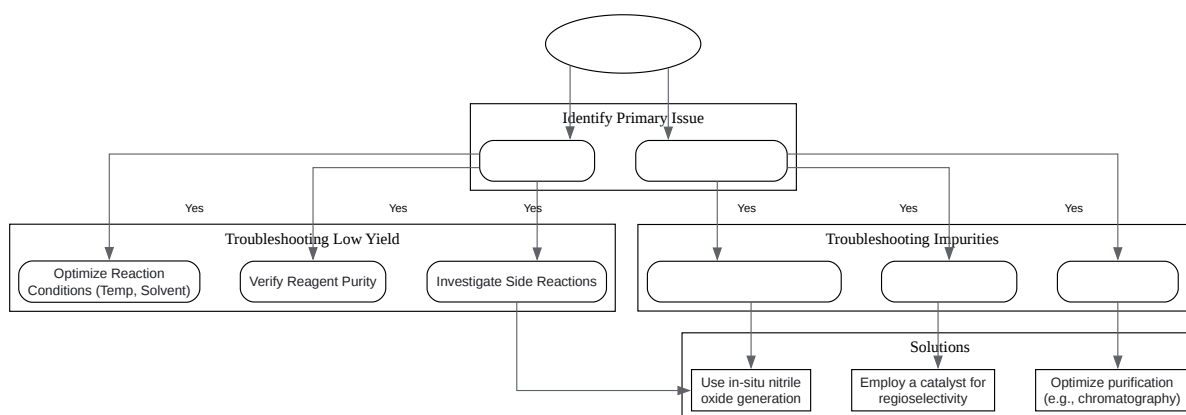 Identify Primary Issue
Yes
Yes
Yes
Yes
Yes
Yes
Troubleshooting Low Yield
Troubleshooting Impurities
Optimize Reaction
Conditions (Temp, Solvent)
Verify Reagent Purity
Investigate Side Reactions
Solutions
Use in-situ nitrile
oxide generation
Employ a catalyst for
regioselectivity
Optimize purification
(e.g., chromatography)